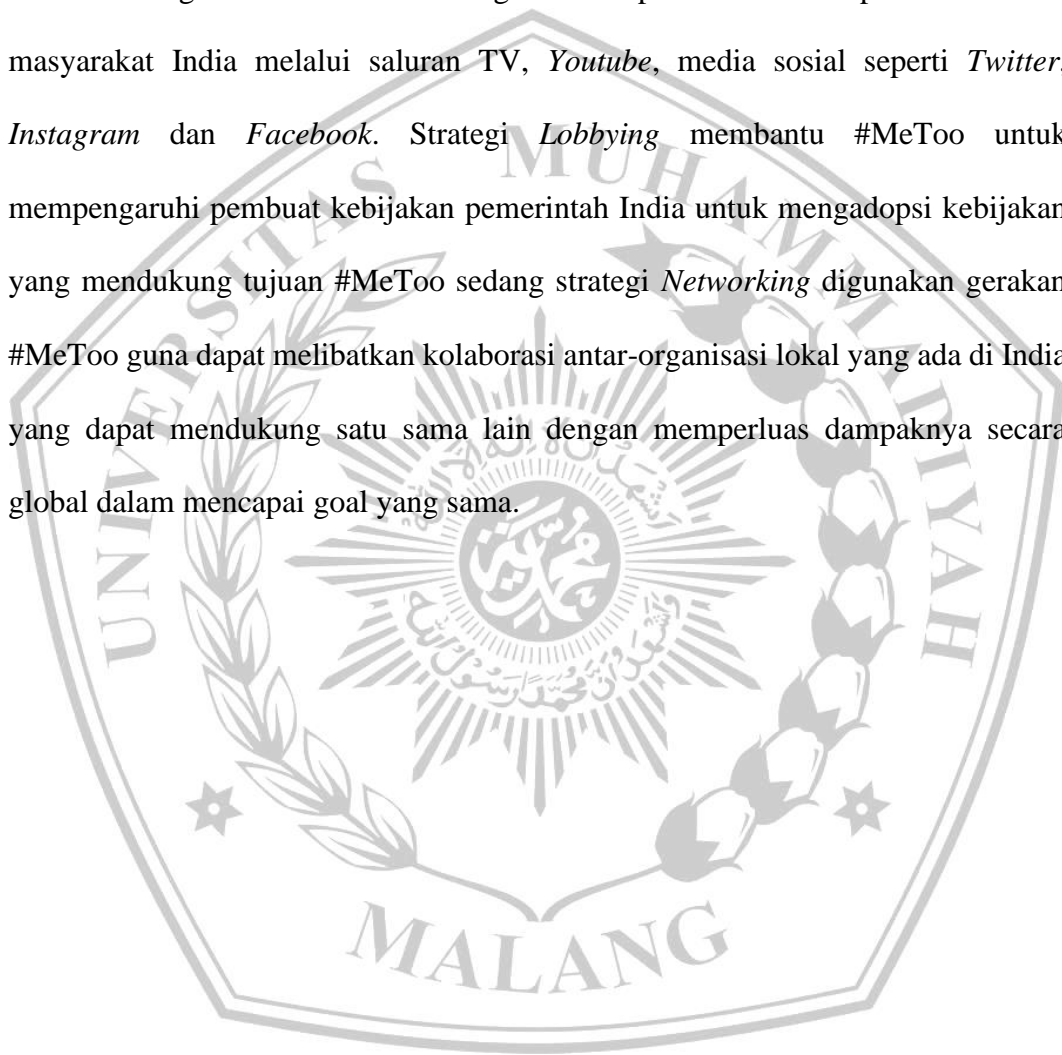 masyarakat India melalui saluran TV, Youtube, media sosial seperti Twitter,
Instagram dan Facebook. Strategi Lobbying membantu #MeToo untuk
mempengaruhi pembuat kebijakan pemerintah India untuk mengadopsi kebijakan
yang mendukung tujuan #MeToo sedang strategi Networking digunakan gerakan
#MeToo guna dapat melibatkan kolaborasi antar-organisasi lokal yang ada di India
yang dapat mendukung satu sama lain dengan memperluas dampaknya secara
global dalam mencapai goal yang sama.
UNIVERSITAS MUHAMMADIYAH
MALANG